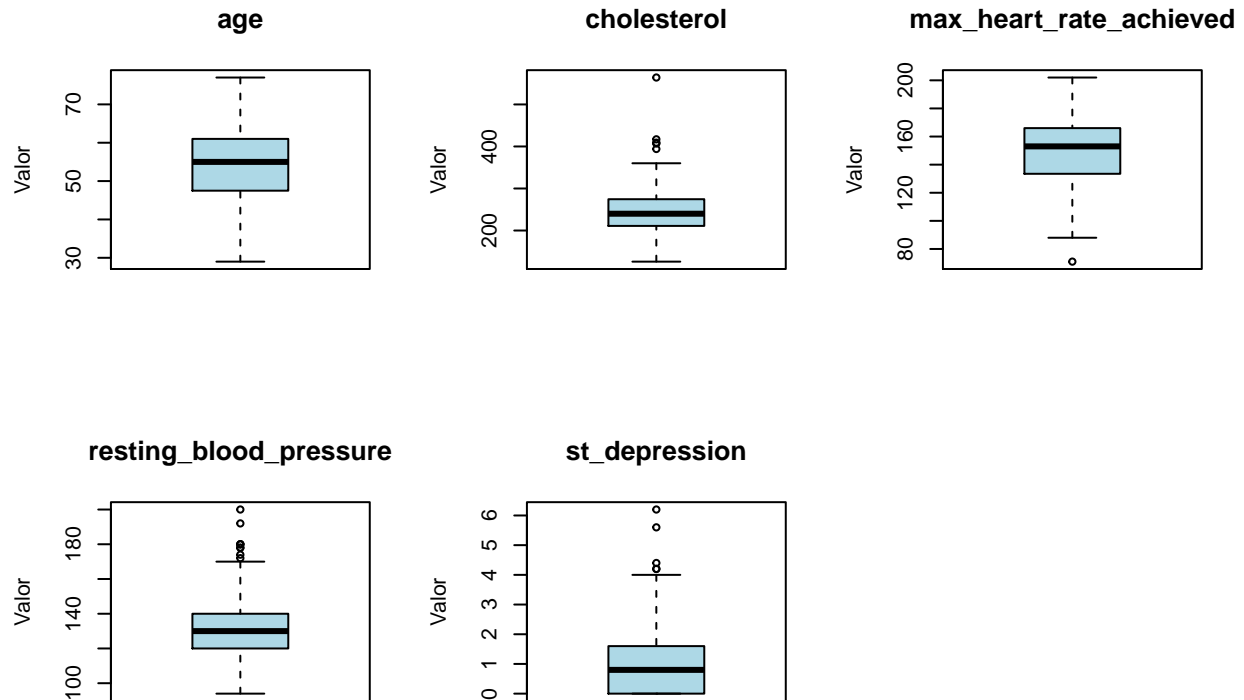 age
Valor
30
50
70
cholesterol
Valor
200
400
max_heart_rate_achieved
Valor
80
120
160
200
resting_blood_pressure
Valor
100
140
180
st_depression
Valor
0
1
2
3
4
5
6